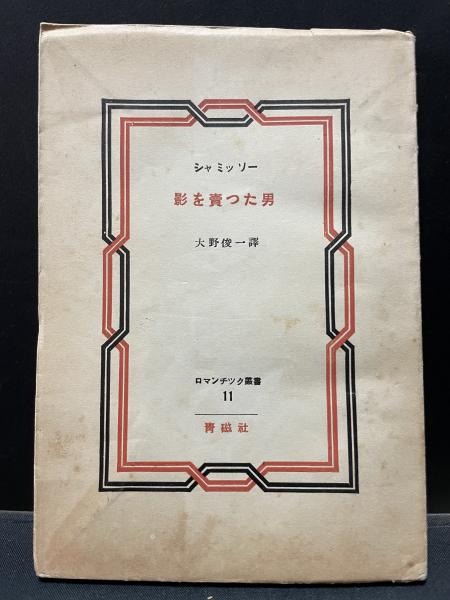 シャミッソー
影を賣つた男
大野俊一譯
ロマンチツク叢書
11
青磁社